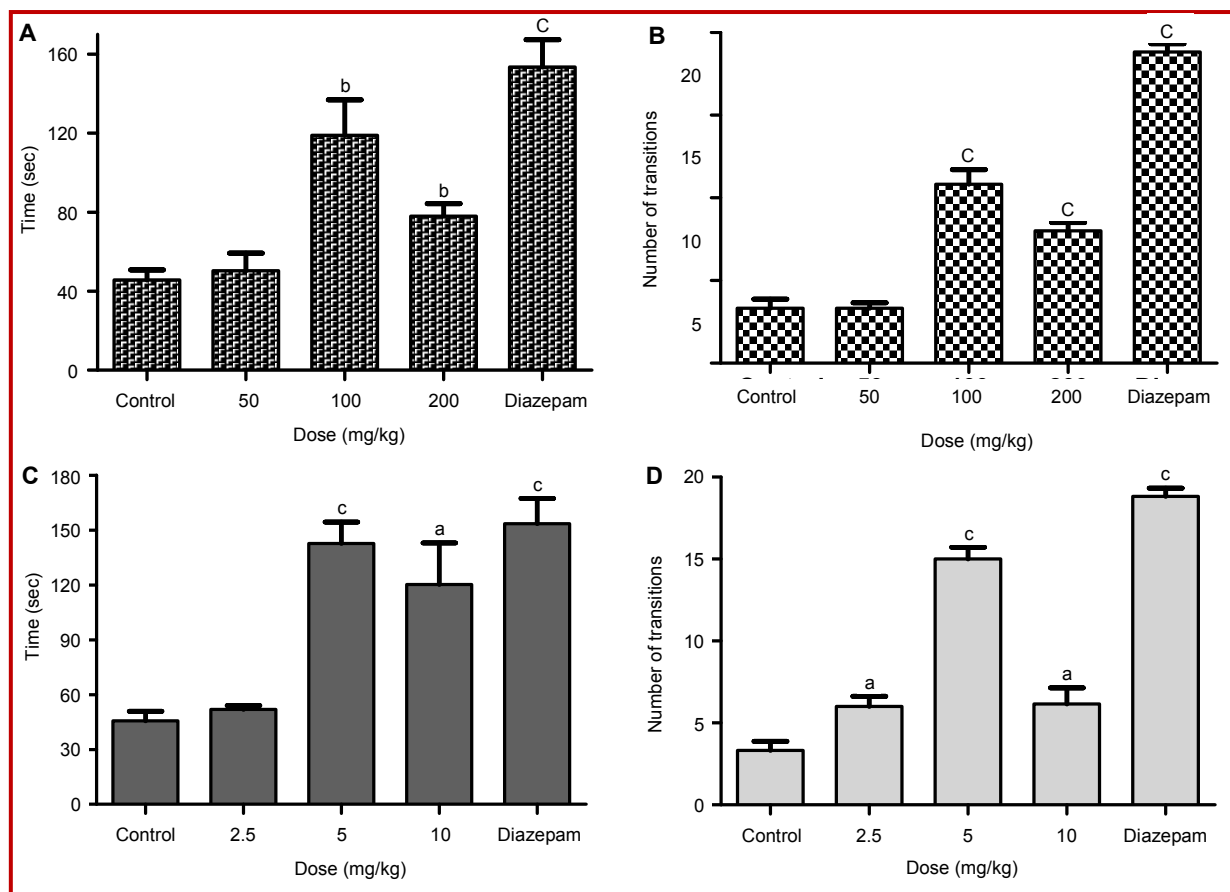 A
Time (sec)
160
120
80
40
0
b
b
C
Control 50 100 200 Diazepam
Dose (mg/kg)
B
Number of transitions
20
15
10
5
C
C
C
Control 50 100 200 Diazepam
Dose (mg/kg)
C
Time (sec)
180
150
120
90
60
30
0
c
a
c
Control 2.5 5 10 Diazepam
Dose (mg/kg)
D
Number of transitions
20
15
10
5
0
a
c
a
c
Control 2.5 5 10 Diazepam
Dose (mg/kg)